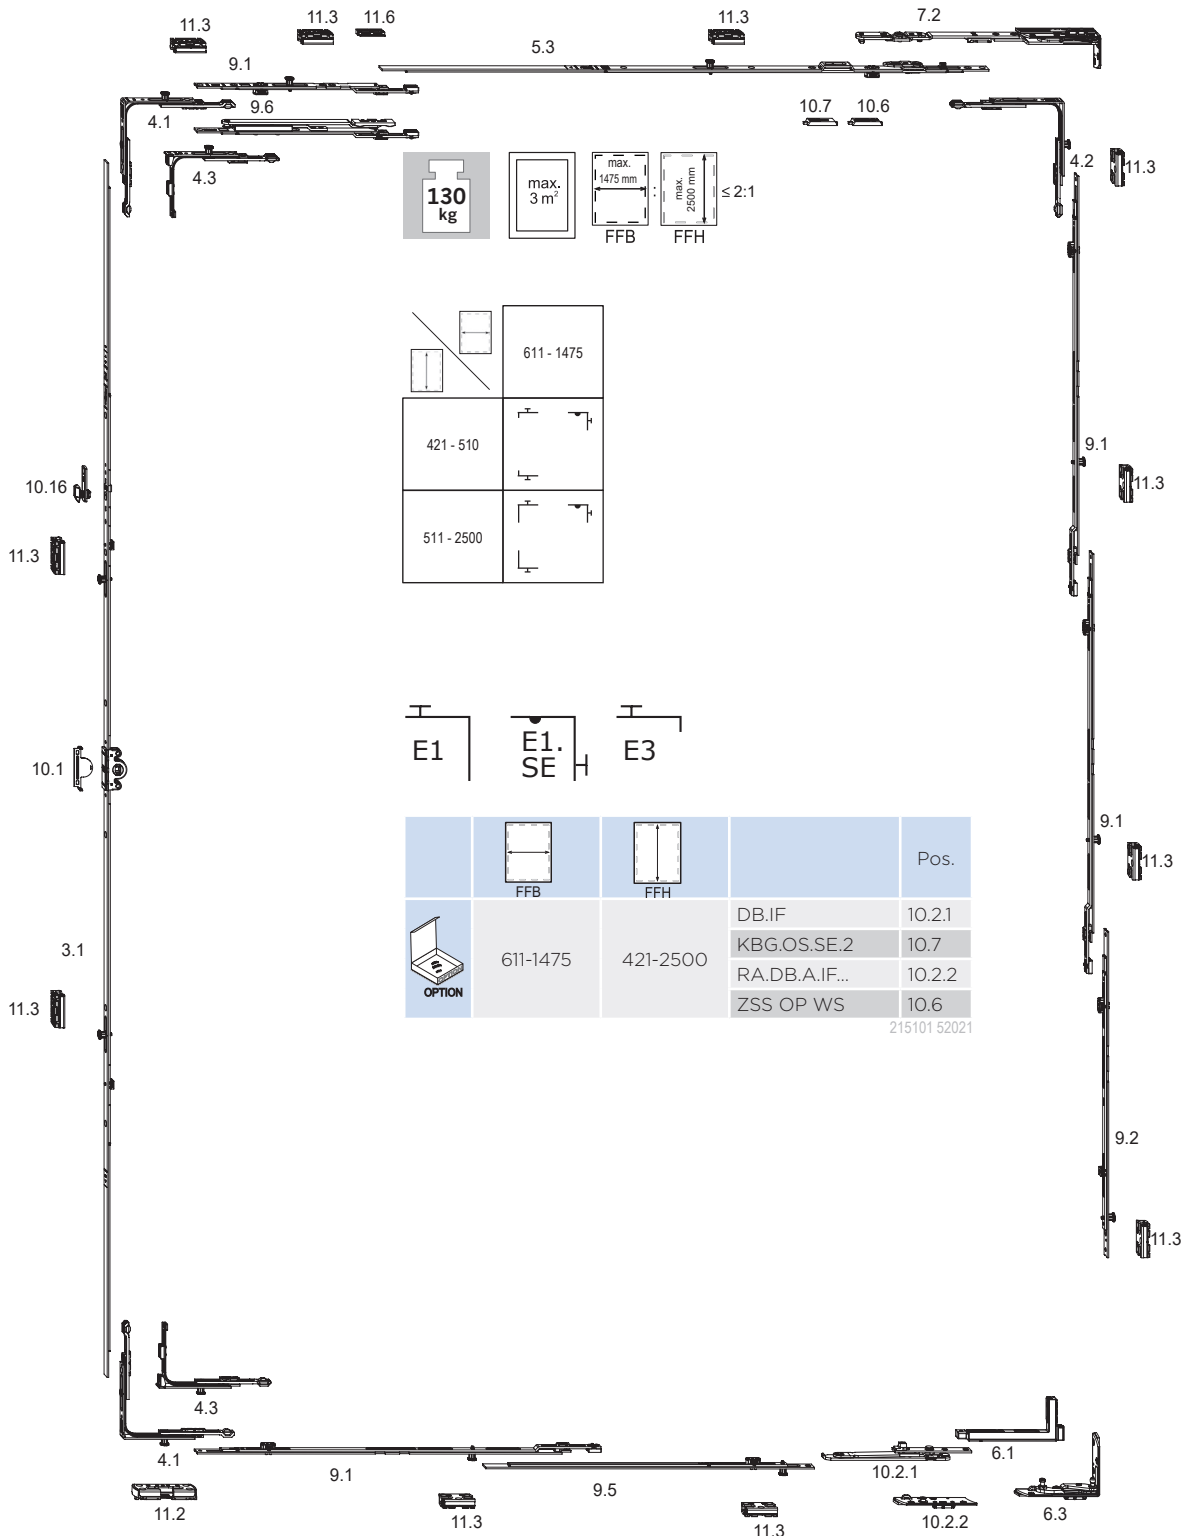 11.3
11.3
11.6
11.3
7.2
5.3
9.1
4.1
9.6
10.7
10.6
4.3
4.2
11.3
130
kg
max.
3 m²
max.
1475 mm
:
max.
2500 mm
≤ 2:1
FFB
FFH
611 - 1475
421 - 510
511 - 2500
9.1
11.3
10.16
11.3
E1
E1.
SE
E3
10.1
9.1
11.3
FFB
FFH
Pos.
OPTION
611-1475
421-2500
DB.IF
10.2.1
KBG.OS.SE.2
10.7
RA.DB.A.IF...
10.2.2
ZSS OP WS
10.6
215101 52021
3.1
11.3
9.2
11.3
4.3
4.1
9.1
9.5
10.2.1
6.1
11.2
11.3
11.3
10.2.2
6.3